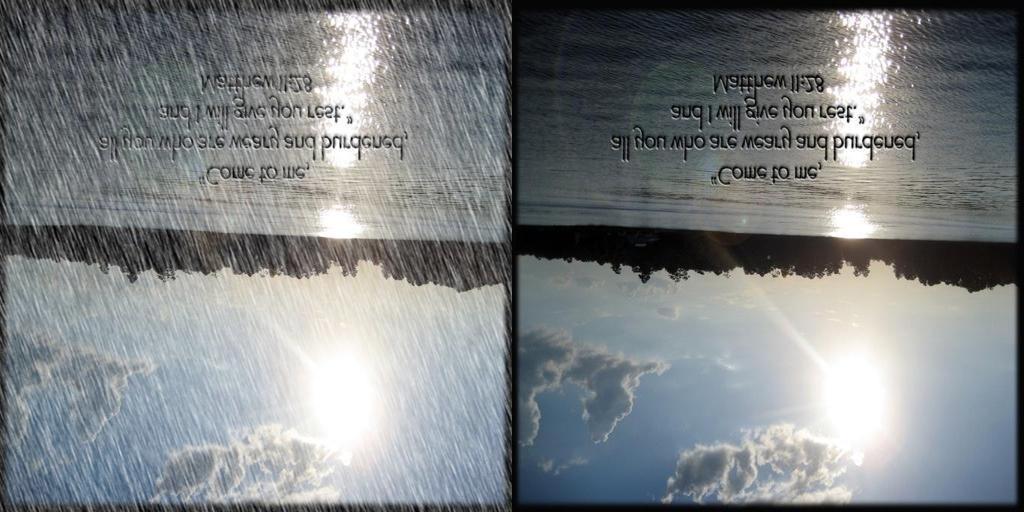 "Come to me,
all you who are weary and burdened,
and I will give you rest."
Matthew 11:28
"Come to me,
all you who are weary and burdened,
and I will give you rest."
Matthew 11:28